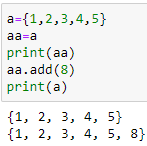 a={1,2,3,4,5}
aa=a
print(aa)
aa.add(8)
print(a)
{1, 2, 3, 4, 5}
{1, 2, 3, 4, 5, 8}